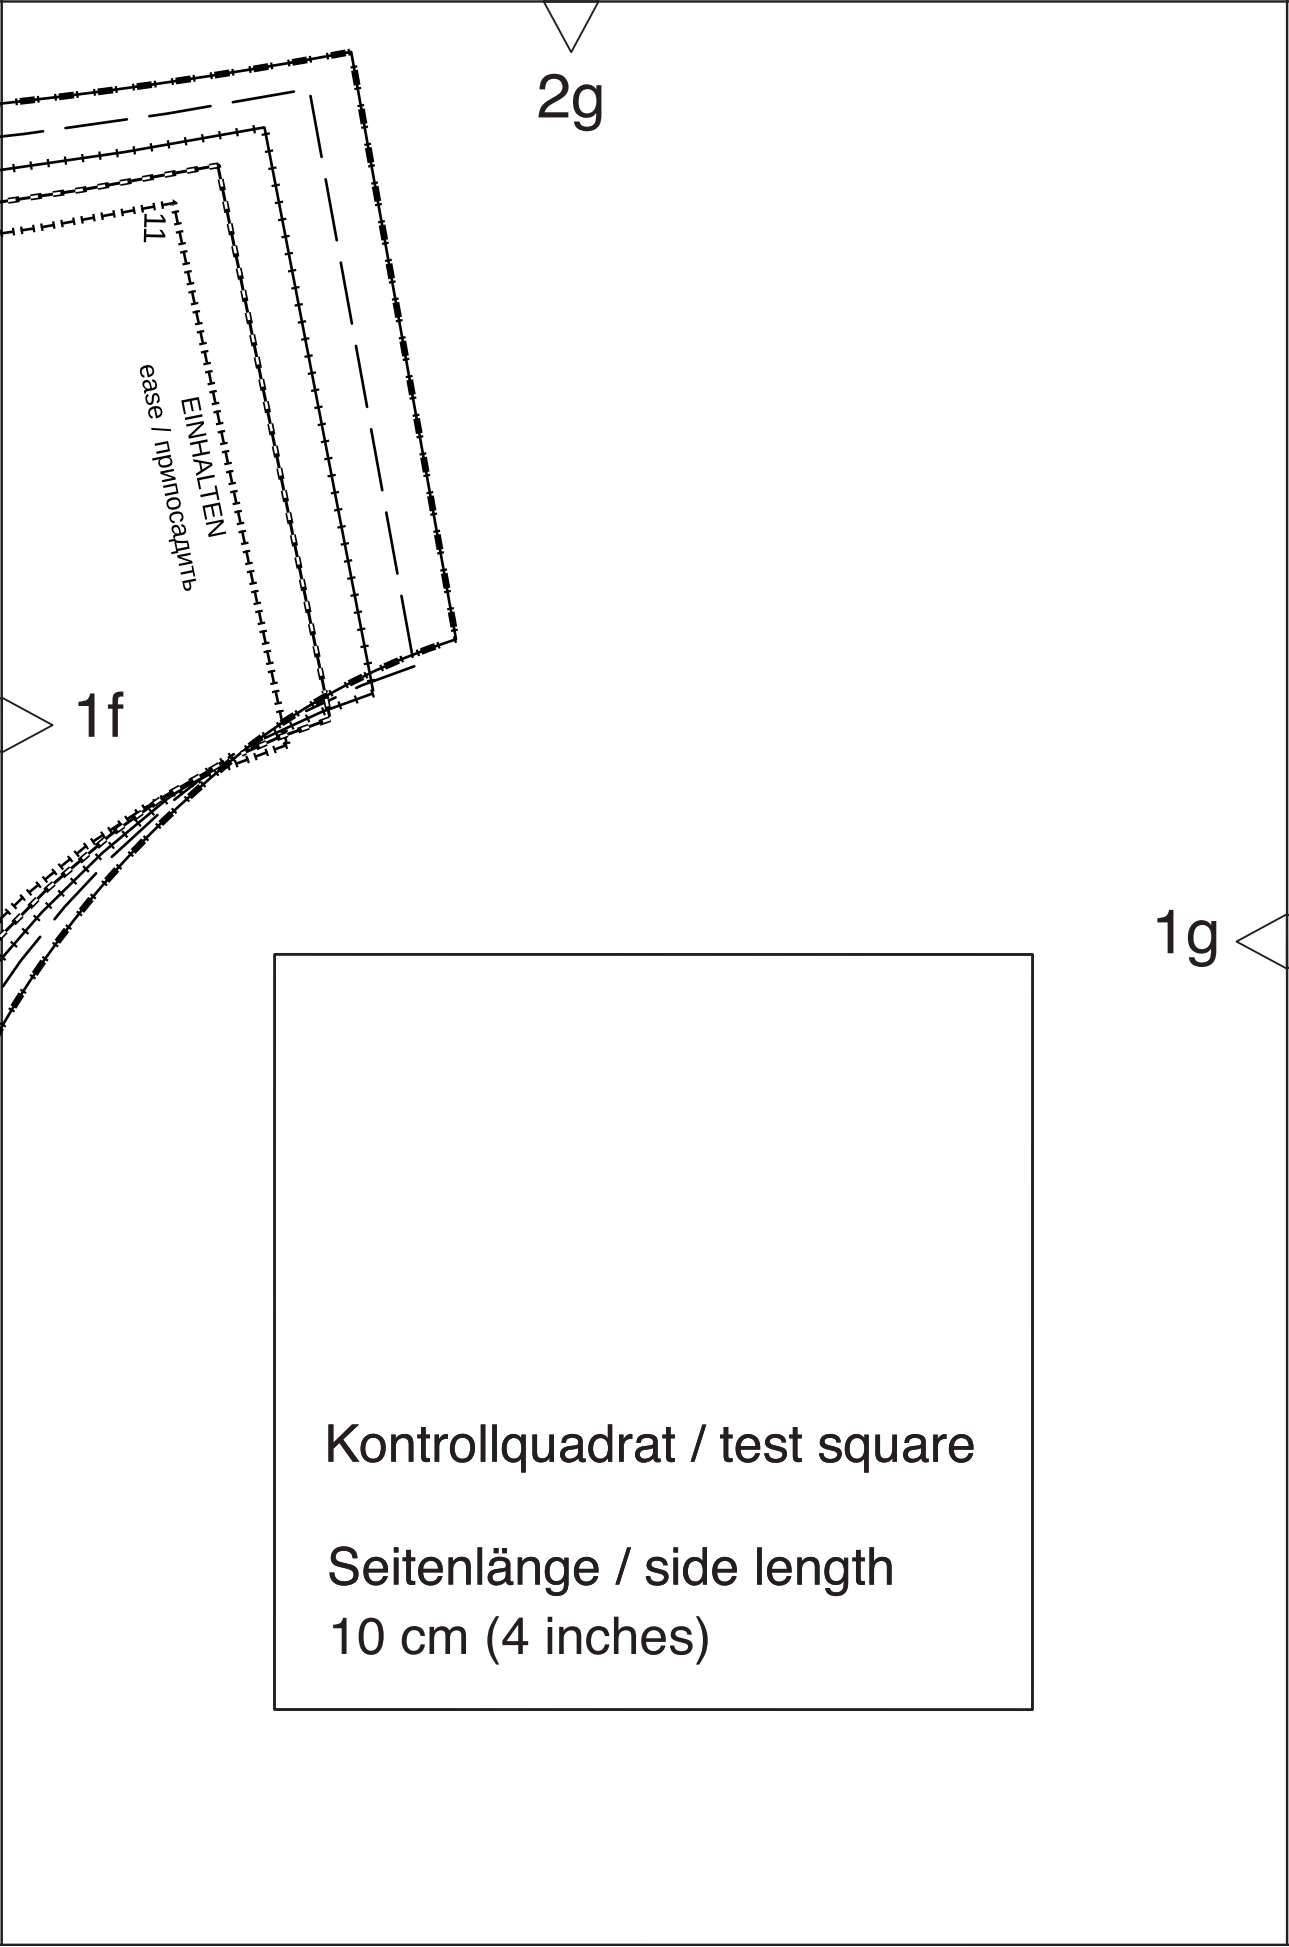 2g
11
EINHALTEN
ease / припосадить
1f
1g
Kontrollquadrat / test square
Seitenlänge / side length
10 cm (4 inches)